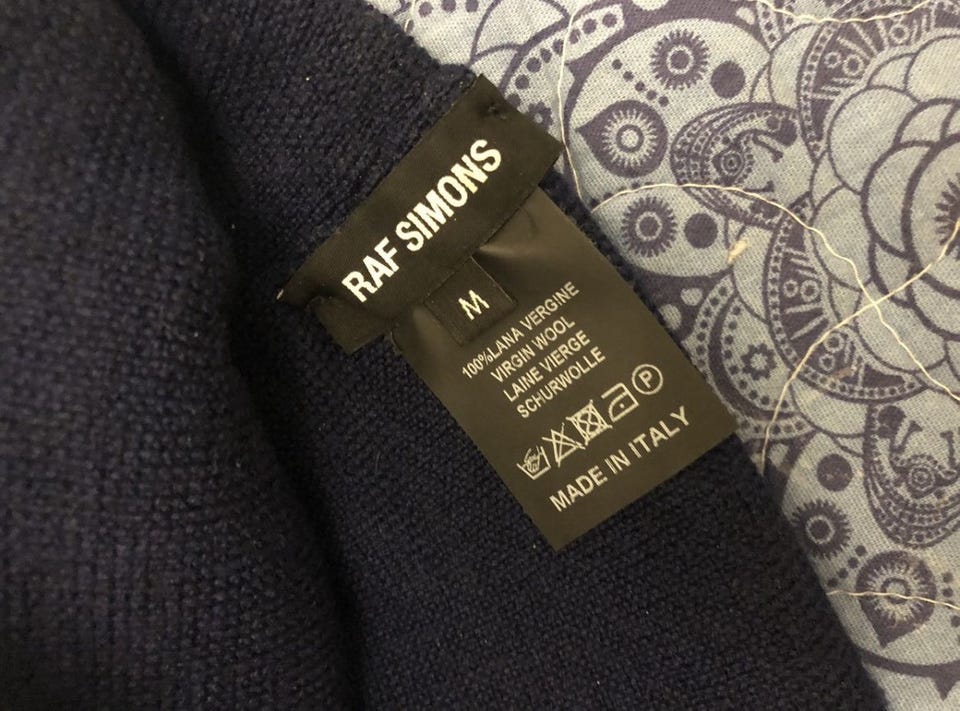 RAF SIMONS
M
100%LANA VERGINE
VIRGIN WOOL
LAINE VIERGE
SCHURWOLLE
P
MADE IN ITALY